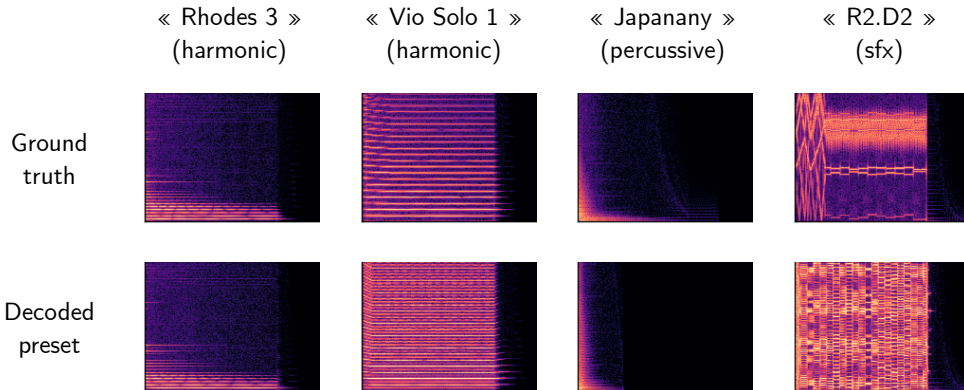 « Rhodes 3 »
(harmonic)
« Vio Solo 1 »
(harmonic)
« Japanany »
(percussive)
« R2.D2 »
(sfx)
Ground
truth
Decoded
preset